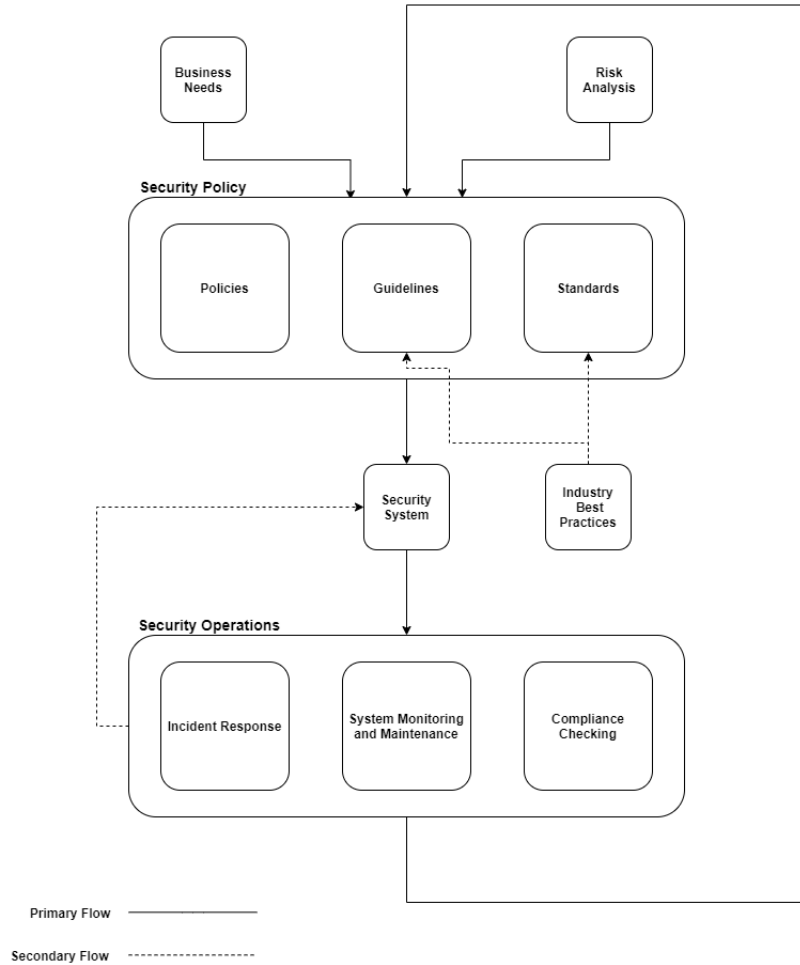 Business
Needs
Risk
Analysis
Security Policy
Policies
Guidelines
Standards
Security
System
Industry
Best
Practices
Security Operations
Incident Response
System Monitoring
and Maintenance
Compliance
Checking
Primary Flow
Secondary Flow